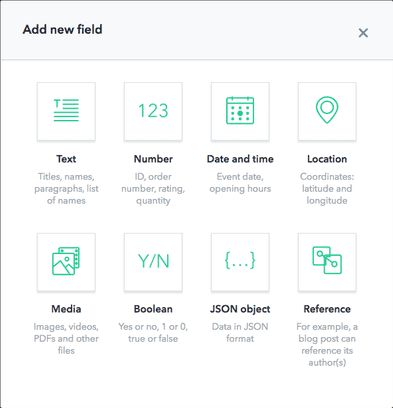 Add new field
T
123
Text
Number
Date and time
Location
Titles, names,
paragraphs, list
of names
ID, order
number, rating,
quantity
Event date,
opening hours
Coordinates:
latitude and
longitude
Y/N
{...}
Media
Boolean
JSON object
Reference
Images, videos,
PDFs and other
files
Yes or no, 1 or 0,
true or false
Data in JSON
format
For example, a
blog post can
reference its
author(s)